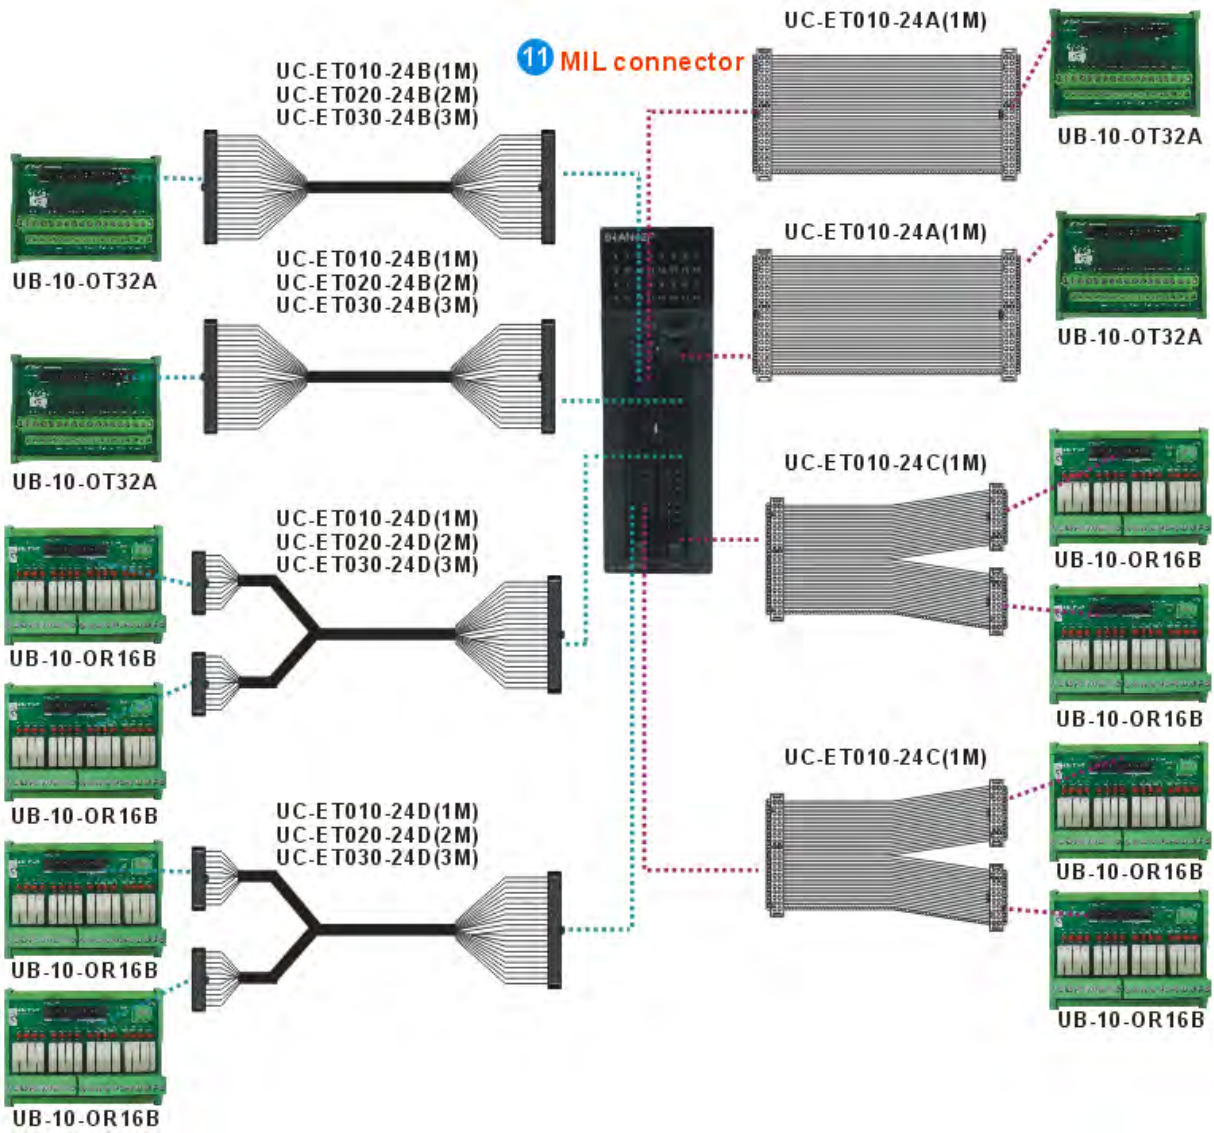 UC-ET010-24A(1M)
11 MIL connector
UC-ET010-24B(1M)
UC-ET020-24B(2M)
UC-ET030-24B(3M)
UB-10-OT32A
UB-10-OT32A
UC-ET010-24A(1M)
UC-ET010-24B(1M)
UC-ET020-24B(2M)
UC-ET030-24B(3M)
UB-10-OT32A
UB-10-OT32A
UC-ET010-24C(1M)
UC-ET010-24D(1M)
UC-ET020-24D(2M)
UC-ET030-24D(3M)
UB-10-OR16B
UB-10-OR16B
UB-10-OR16B
UB-10-OR16B
UC-ET010-24C(1M)
UC-ET010-24D(1M)
UC-ET020-24D(2M)
UC-ET030-24D(3M)
UB-10-OR16B
UB-10-OR16B
UB-10-OR16B
UB-10-OR16B